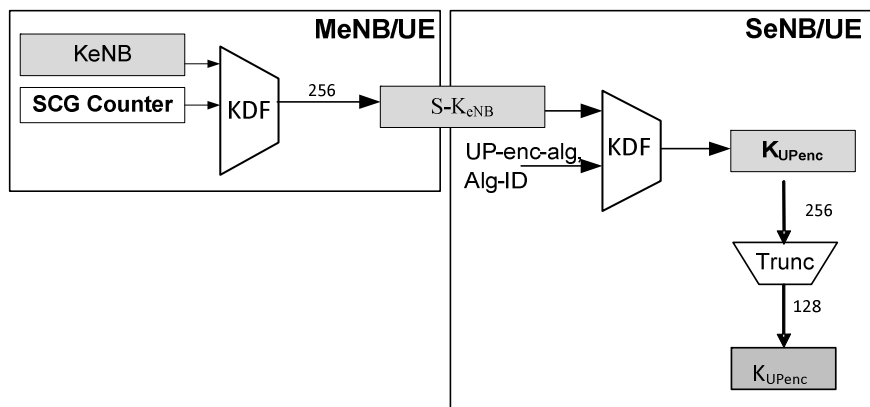 MeNB/UE
KeNB
SCG Counter
KDF
256
S-KeNB
SeNB/UE
UP-enc-alg,
Alg-ID
KDF
KUPenc
256
Trunc
128
KUPenc